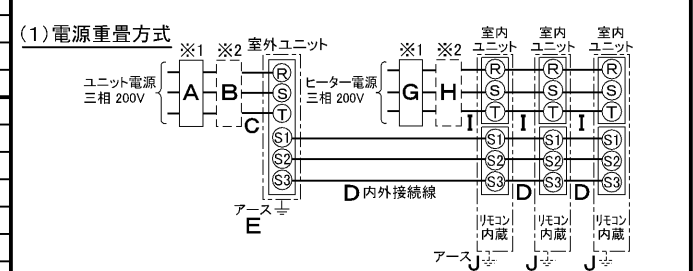 (1)電源重畳方式
※1 ※2 室外ユニット
ユニット電源
三相 200V
A B
C
R
S
T
S1
S2
S3
アース
E
※1 ※2
ヒーター電源
三相 200V
G H
室内
ユニット
室内
ユニット
室内
ユニット
R R R
S S S
T T T
I I I
S1 S1 S1
S2 S2 S2
S3 S3 S3
D 内外接続線
D D
リモコン
内蔵
リモコン
内蔵
リモコン
内蔵
アース J J J